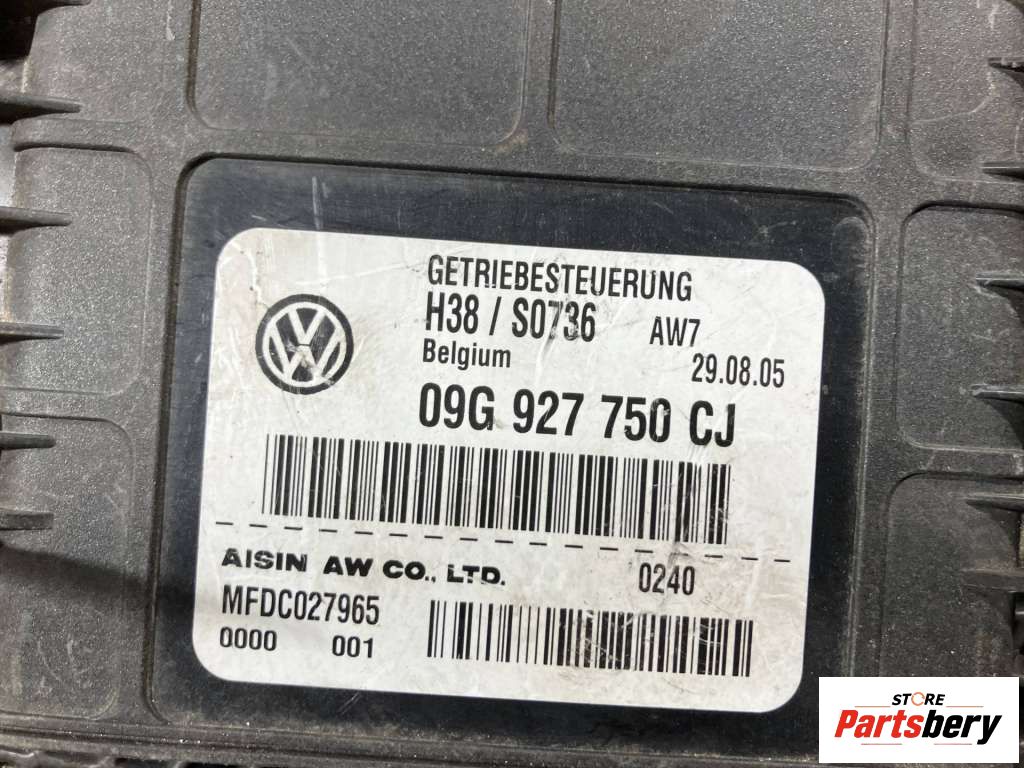 GETRIEBESTEUERUNG
H38 / S0736 AW7
Belgium 29.08.05
09G 927 750 CJ
AISIN AW CO., LTD. 0240
MFDC027965
0000 001
STORE
Partsbery